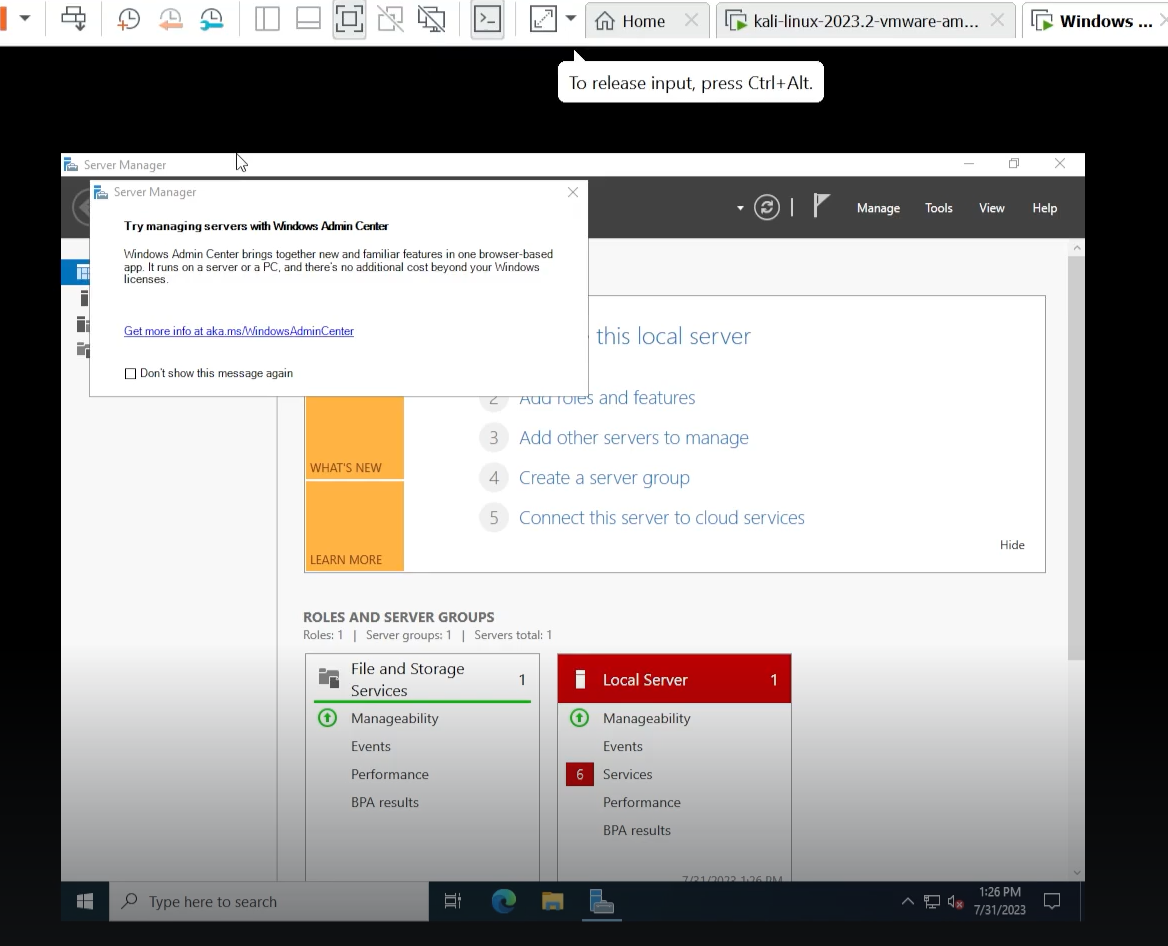 Home
kali-linux-2023.2-vmware-am...
Windows ...
To release input, press Ctrl+Alt.
Server Manager
Server Manager
Try managing servers with Windows Admin Center
Windows Admin Center brings together new and familiar features in one browser-based
app. It runs on a server or a PC, and there's no additional cost beyond your Windows
licenses.
Get more info at aka.ms/WindowsAdminCenter
Don't show this message again
Manage Tools View Help
this local server
2 Add roles and features
3 Add other servers to manage
4 Create a server group
5 Connect this server to cloud services
WHAT'S NEW
LEARN MORE
Hide
ROLES AND SERVER GROUPS
Roles: 1 | Server groups: 1 | Servers total: 1
File and Storage
Services
1
Manageability
Events
Performance
BPA results
Local Server 1
Manageability
Events
6 Services
Performance
BPA results
7/31/2023 1:26 PM
Type here to search
1:26 PM
7/31/2023